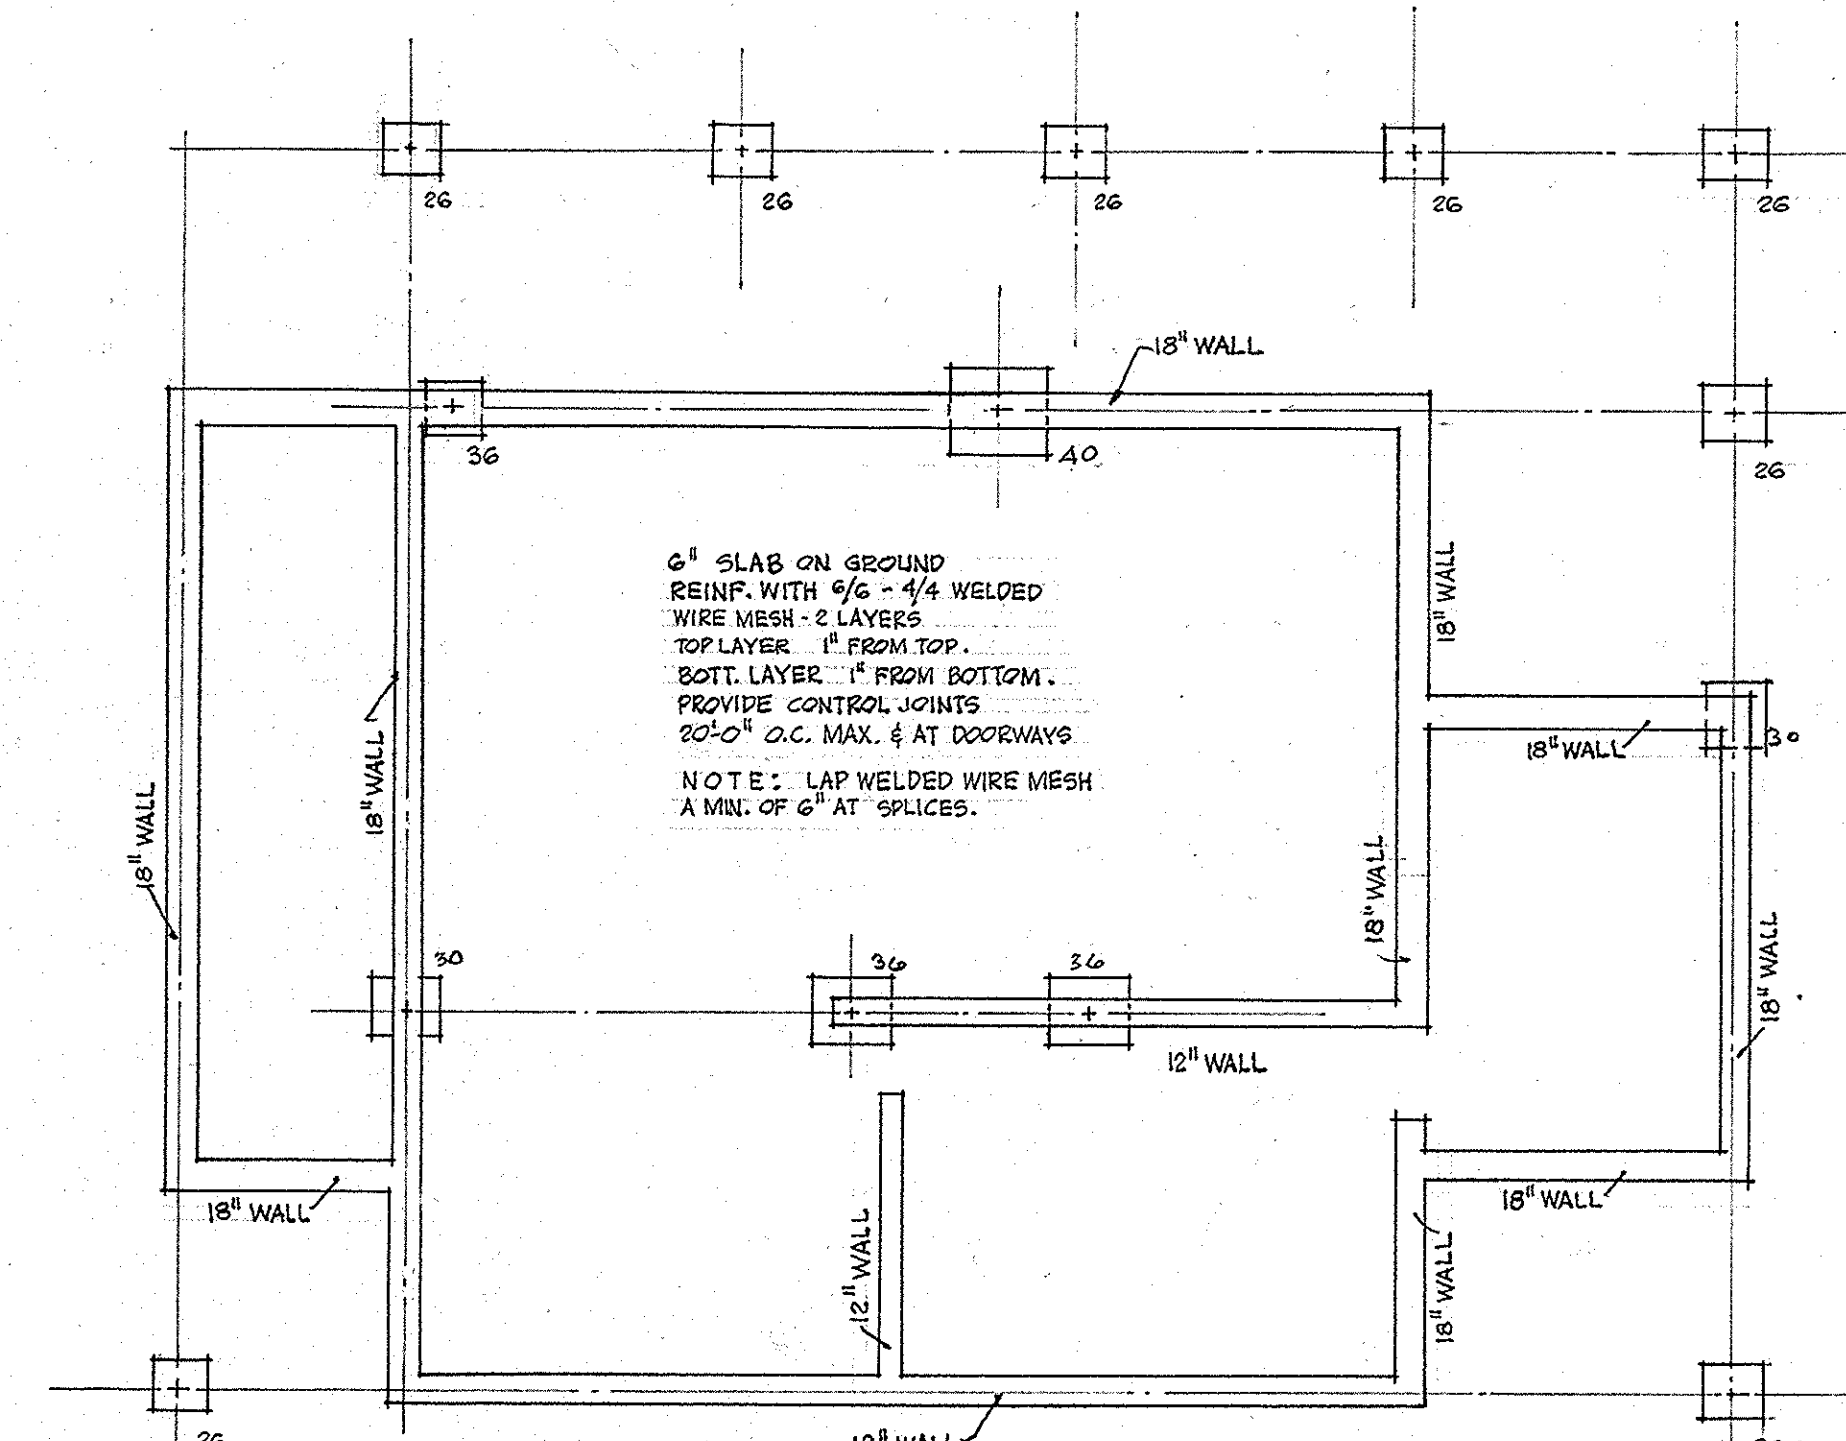 26
26
26
26
26
18" WALL
36
40
26
6" SLAB ON GROUND
REINF. WITH 6/6 - 4/4 WELDED
WIRE MESH - 2 LAYERS
TOP LAYER 1" FROM TOP.
BOTT. LAYER 1" FROM BOTTOM.
PROVIDE CONTROL JOINTS
20'-0" O.C. MAX. & AT DOORWAYS
NOTE: LAP WELDED WIRE MESH
A MIN. OF 6" AT SPLICES.
18" WALL
18" WALL
30
18" WALL
18" WALL
18" WALL
18" WALL
30
36
36
12" WALL
18" WALL
18" WALL
12" WALL
18" WALL
18" WALL
26